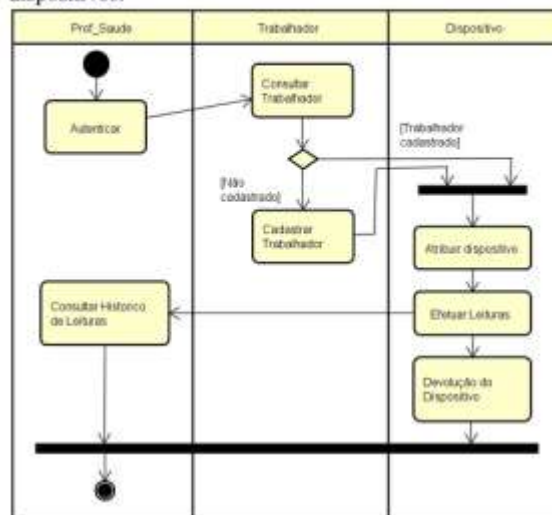 dispositivos.
Prof_Saude
Trabalhador
Dispositivo
Consultar
Trabalhador
Autenticar
[Trabalhador
cadastrado]
[Não
cadastrado]
Cadastrar
Trabalhador
Atribuir dispositivo
Consultar Historico
de Leituras
Efetuar Leituras
Devolução do
Dispositivo